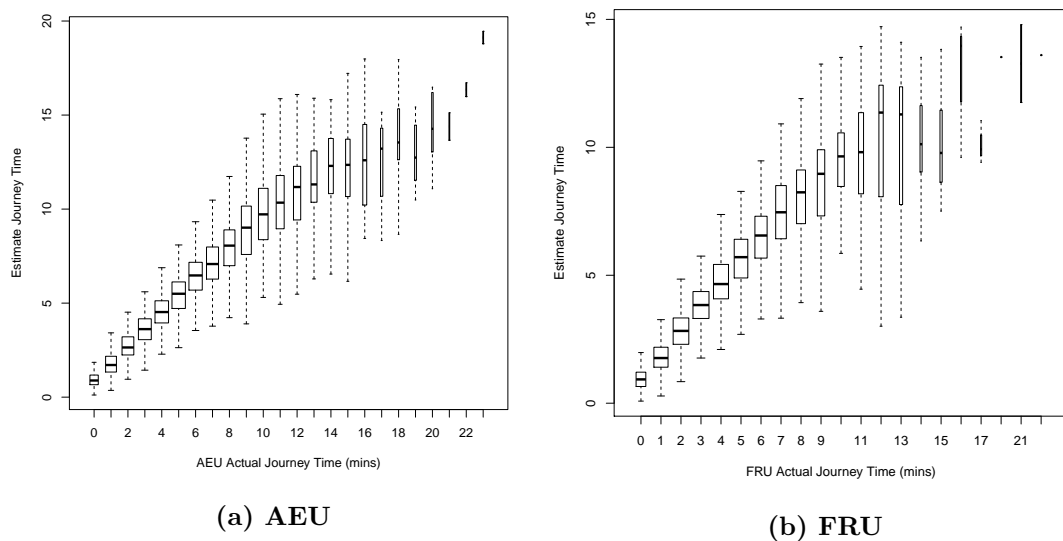 20
15
10
5
0
Estimate Journey Time
0 2 4 6 8 10 12 14 16 18 20 22
AEU Actual Journey Time (mins)
(a) AEU
15
10
5
0
Estimate Journey Time
0 1 2 3 4 5 6 7 8 9 11 13 15 17 21
FRU Actual Journey Time (mins)
(b) FRU